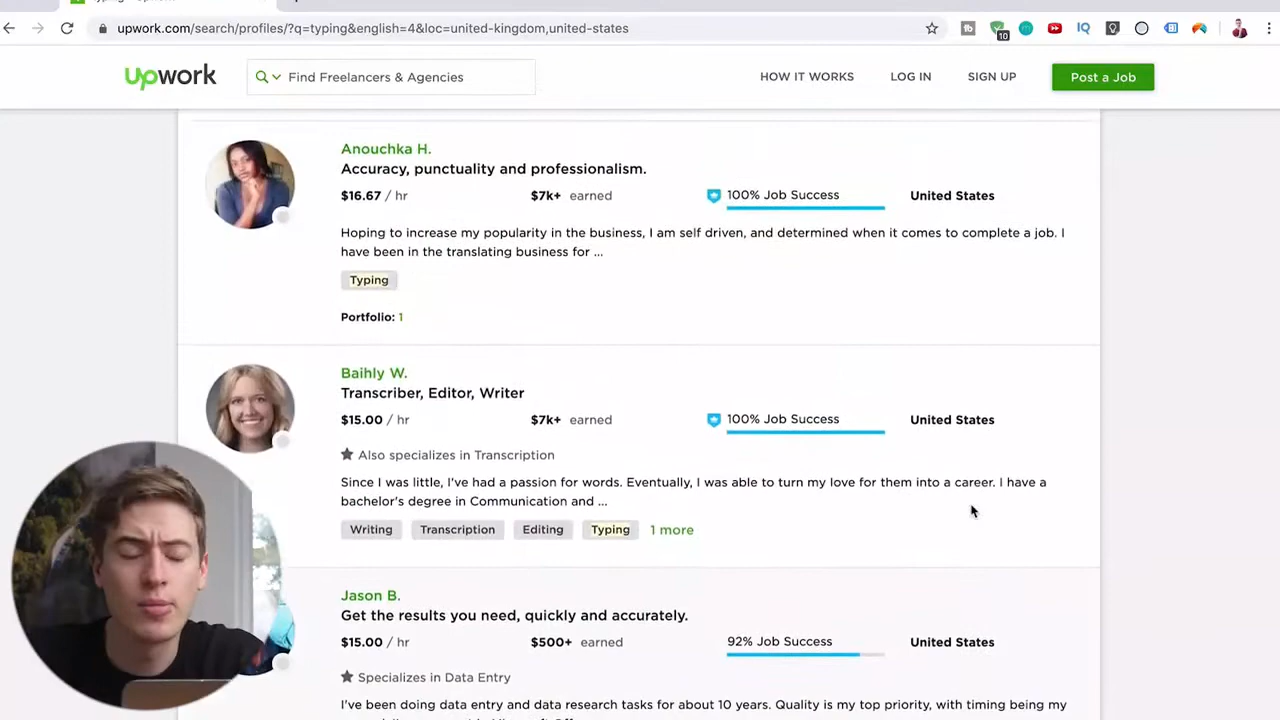 upwork.com/search/profiles/?q=typing&english=4&loc=united-kingdom,united-states
10
IQ
upwork
Find Freelancers & Agencies
HOW IT WORKS
LOG IN
SIGN UP
Post a Job
Anouchka H.
Accuracy, punctuality and professionalism.
$16.67 / hr $7k+ earned 100% Job Success United States
Hoping to increase my popularity in the business, I am self driven, and determined when it comes to complete a job. I
have been in the translating business for ...
Typing
Portfolio: 1
Baihly W.
Transcriber, Editor, Writer
$15.00 / hr $7k+ earned 100% Job Success United States
Also specializes in Transcription
Since I was little, I've had a passion for words. Eventually, I was able to turn my love for them into a career. I have a
bachelor's degree in Communication and ...
Writing Transcription Editing Typing 1 more
Jason B.
Get the results you need, quickly and accurately.
$15.00 / hr $500+ earned 92% Job Success United States
Specializes in Data Entry
I've been doing data entry and data research tasks for about 10 years. Quality is my top priority, with timing being my